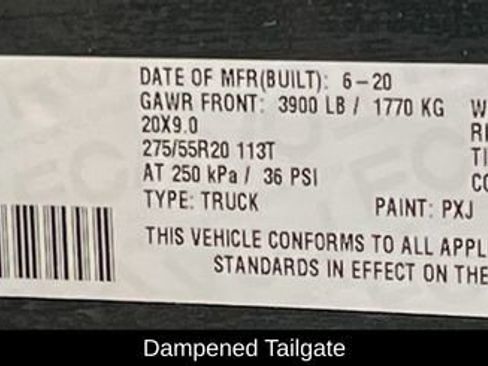 DATE OF MFR(BUILT): 6-20
GAWR FRONT: 3900 LB / 1770 KG
20X9.0
275/55R20 113T
AT 250 kPa / 36 PSI
TYPE: TRUCK PAINT: PXJ
THIS VEHICLE CONFORMS TO ALL
STANDARDS IN EFFECT ON THE
Dampened Tailgate